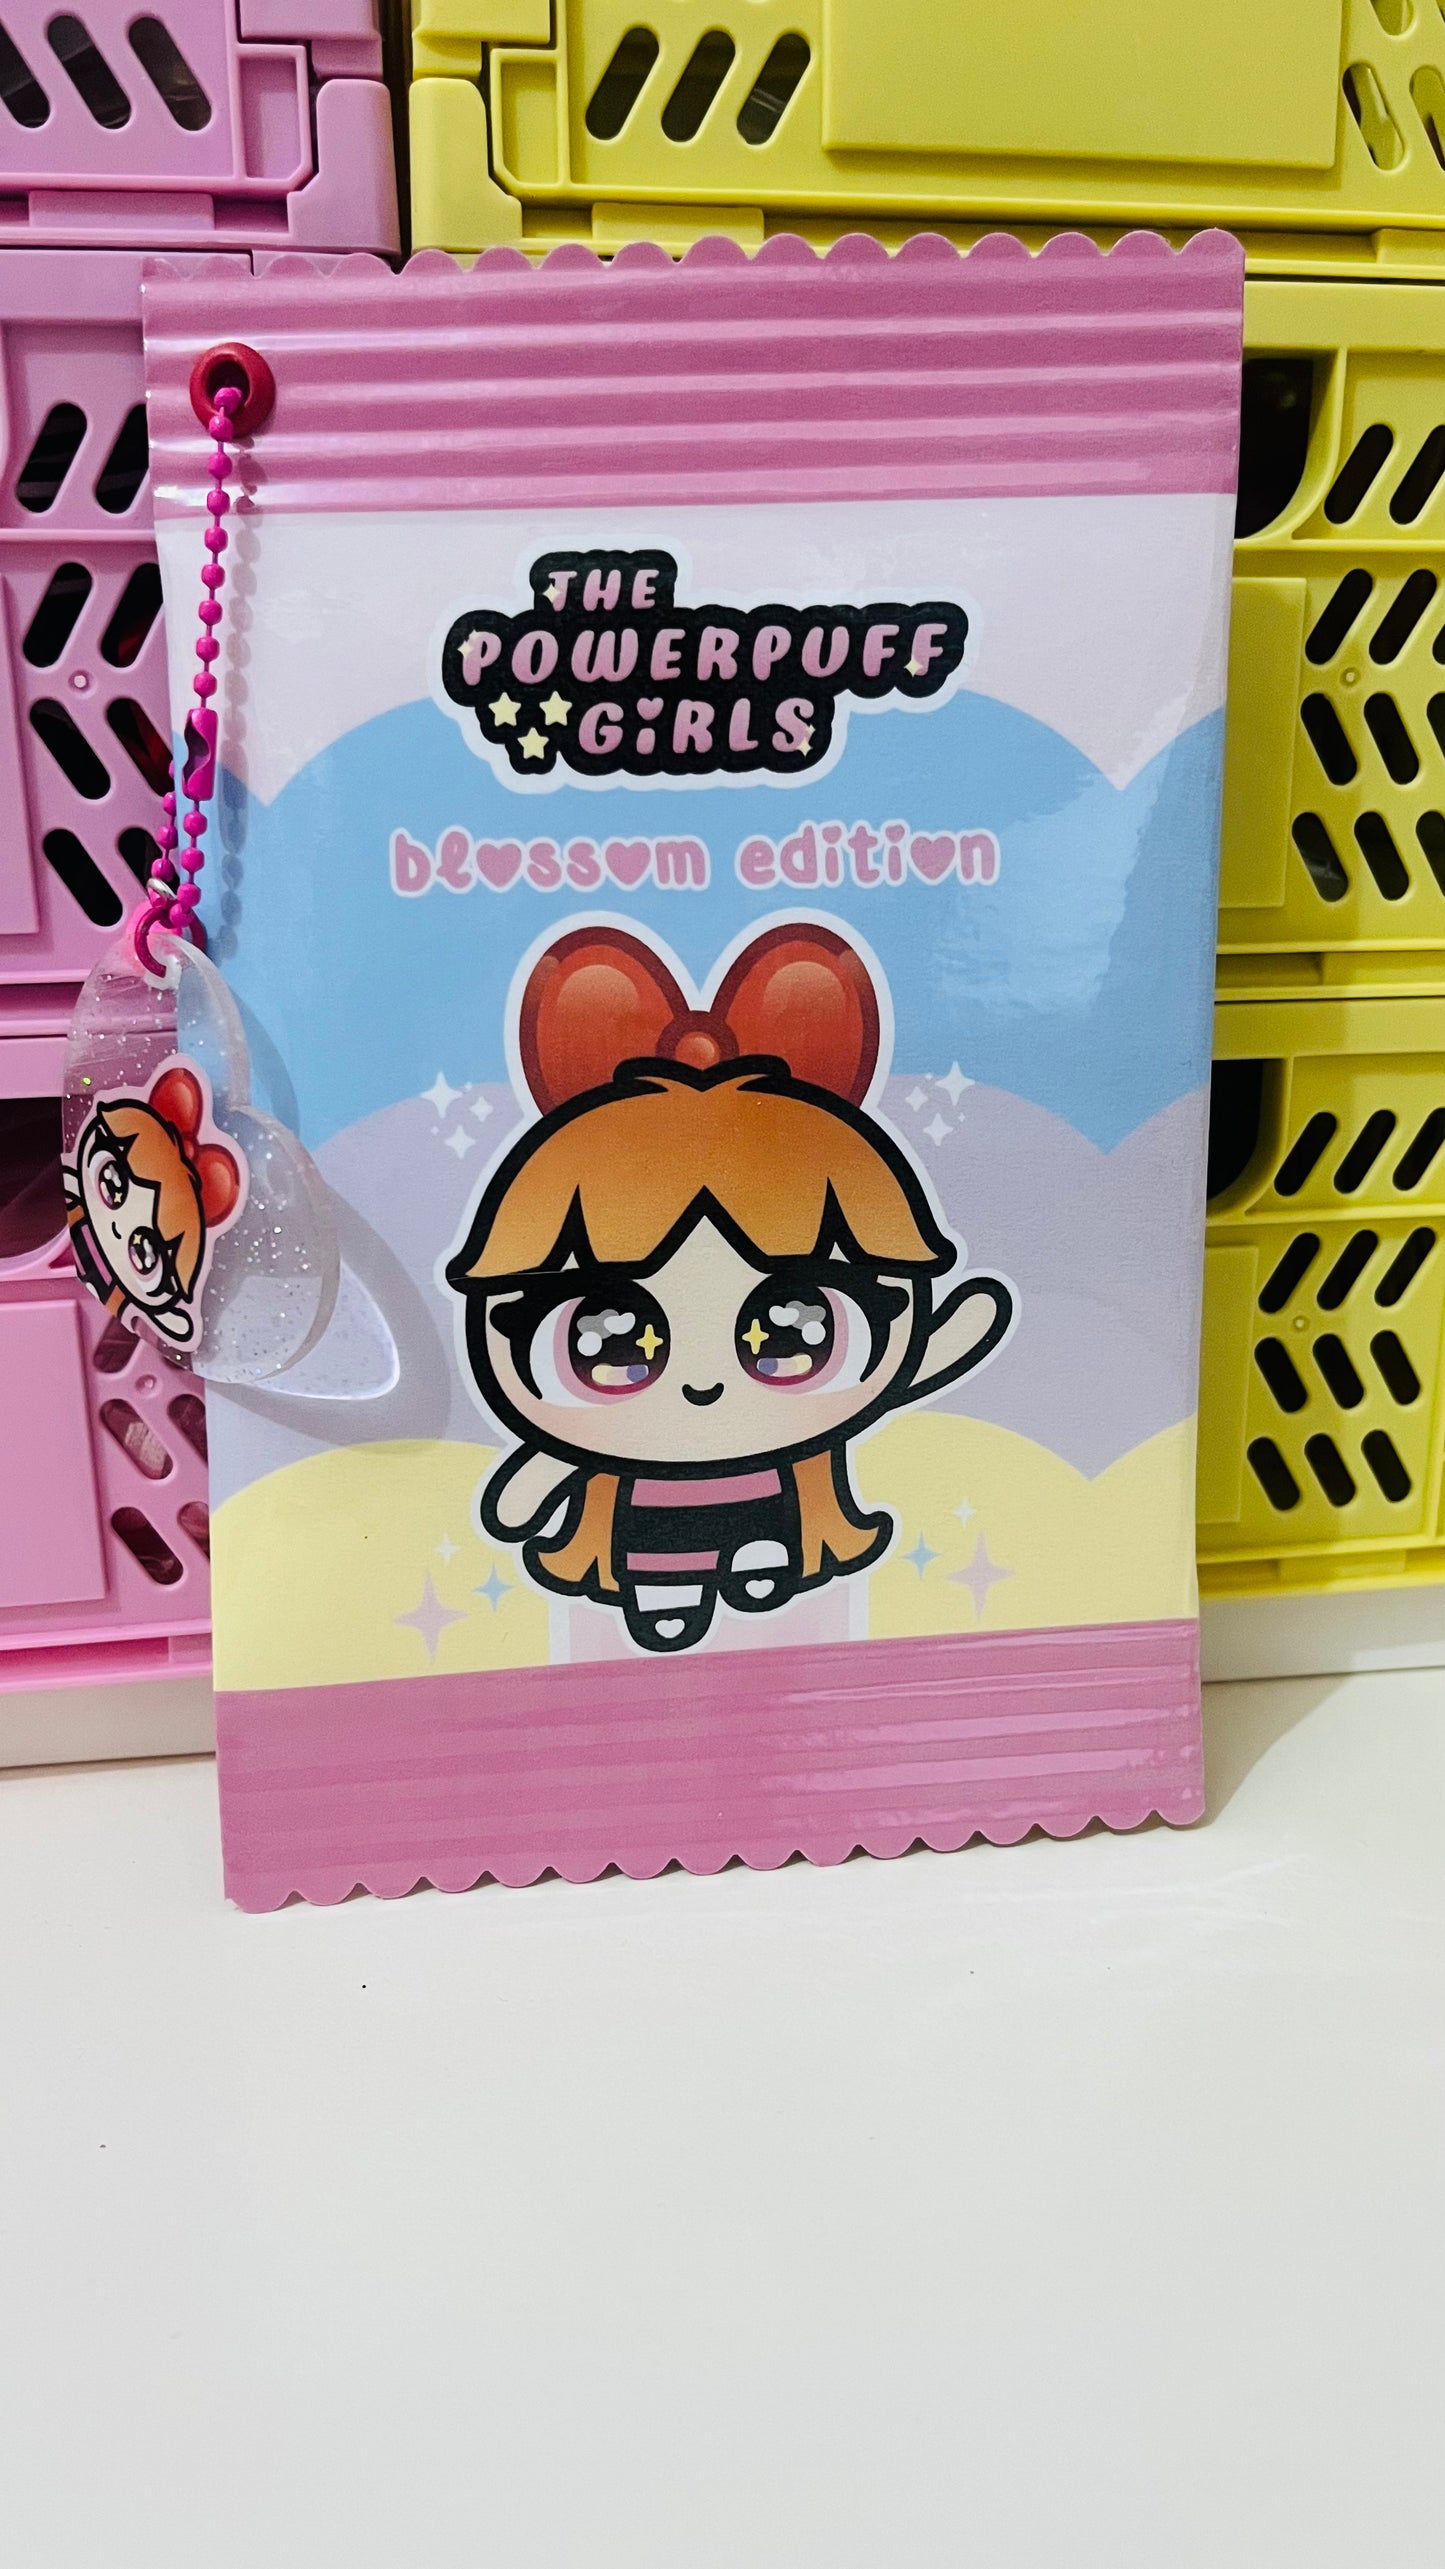 THE
POWERPUFF
GiRLS
blossom edition